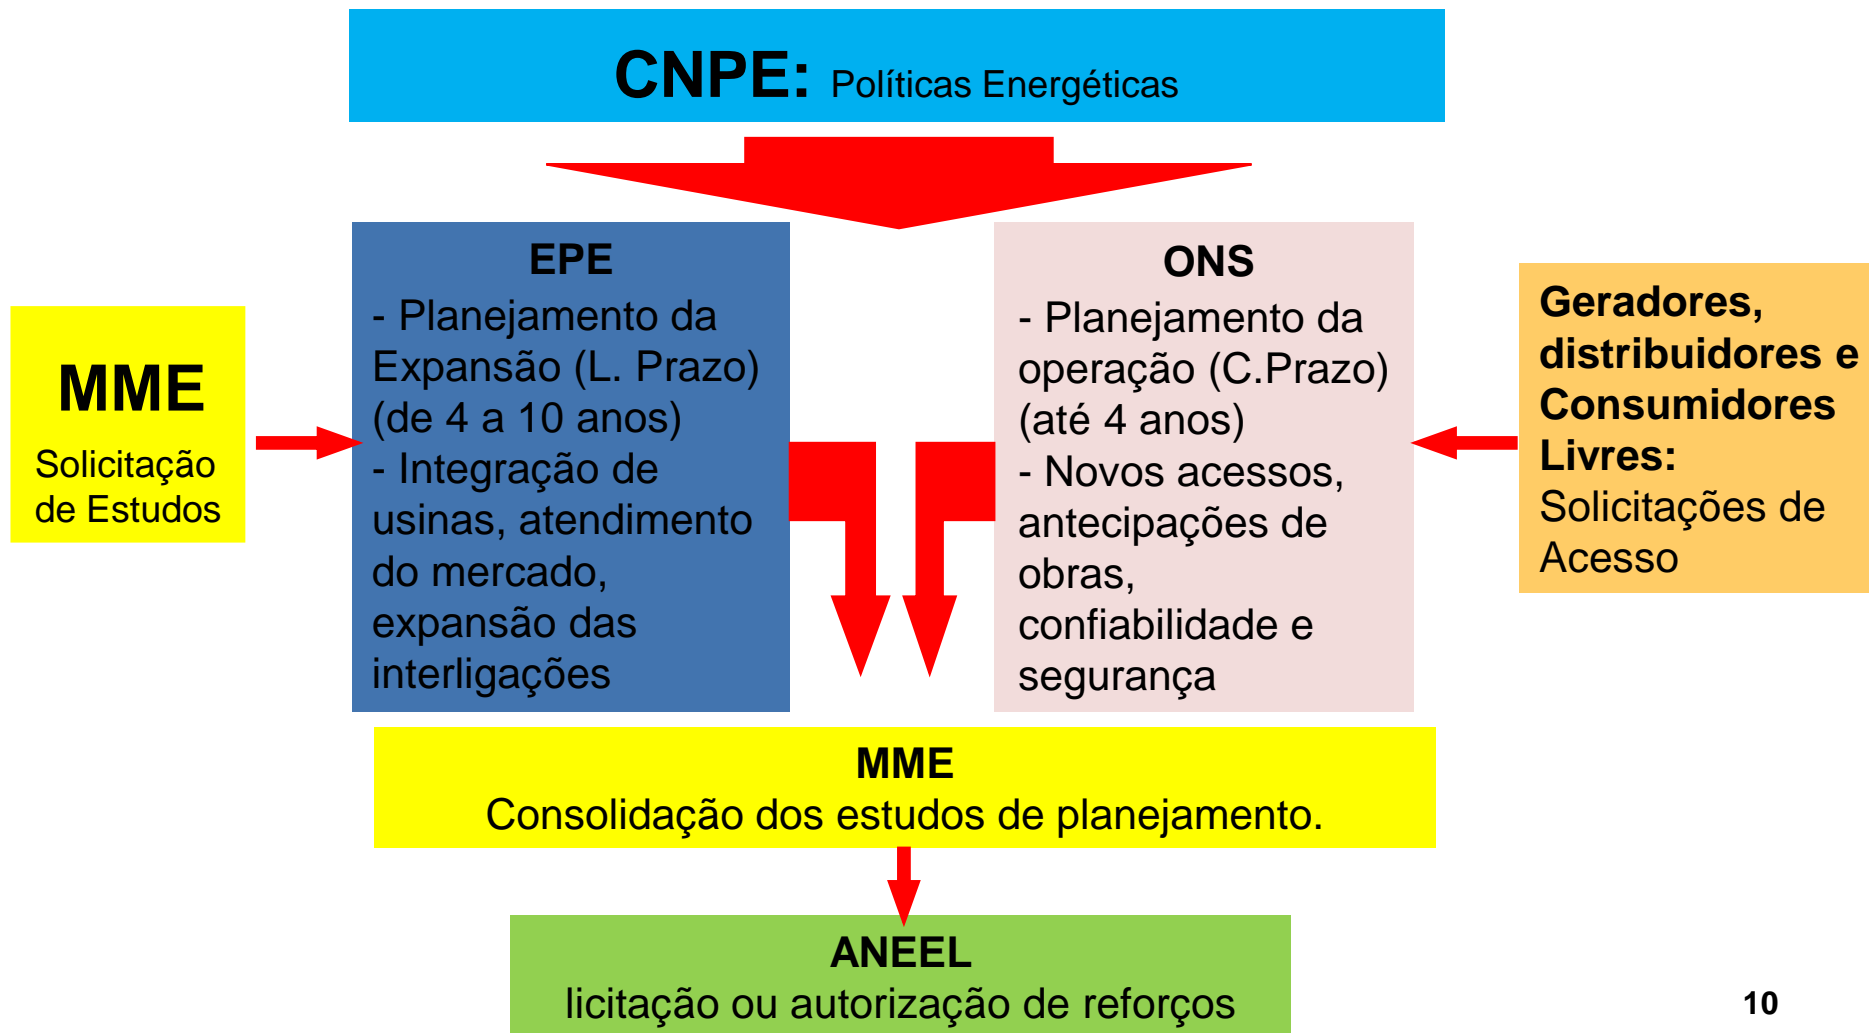 CNPE: Políticas Energéticas
MME
Solicitação
de Estudos
EPE
- Planejamento da
Expansão (L. Prazo)
(de 4 a 10 anos)
- Integração de
usinas, atendimento
do mercado,
expansão das
interligações
ONS
- Planejamento da
operação (C.Prazo)
(até 4 anos)
- Novos acessos,
antecipações de
obras,
confiabilidade e
segurança
Geradores,
distribuidores e
Consumidores
Livres:
Solicitações de
Acesso
MME
Consolidação dos estudos de planejamento.
ANEEL
licitação ou autorização de reforços
10